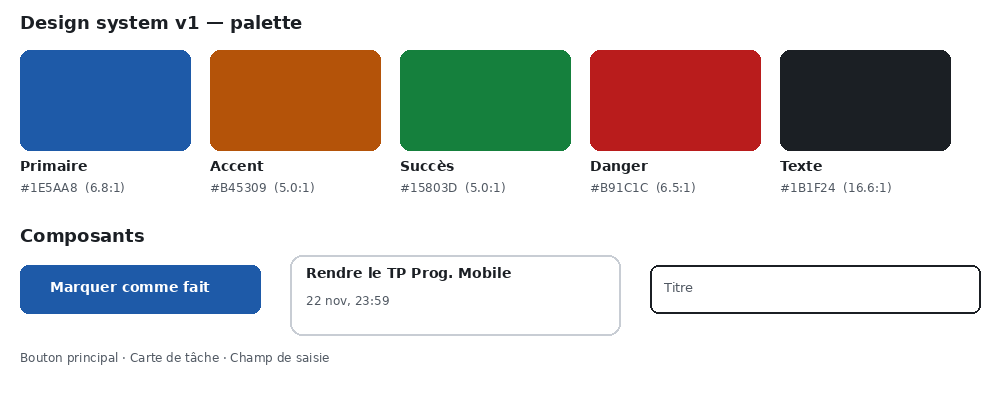 Design system v1 — palette
Primaire
#1E5AA8 (6.8:1)
Accent
#B45309 (5.0:1)
Succès
#15803D (5.0:1)
Danger
#B91C1C (6.5:1)
Texte
#1B1F24 (16.6:1)
Composants
Marquer comme fait
Rendre le TP Prog. Mobile
22 nov, 23:59
Titre
Bouton principal · Carte de tâche · Champ de saisie